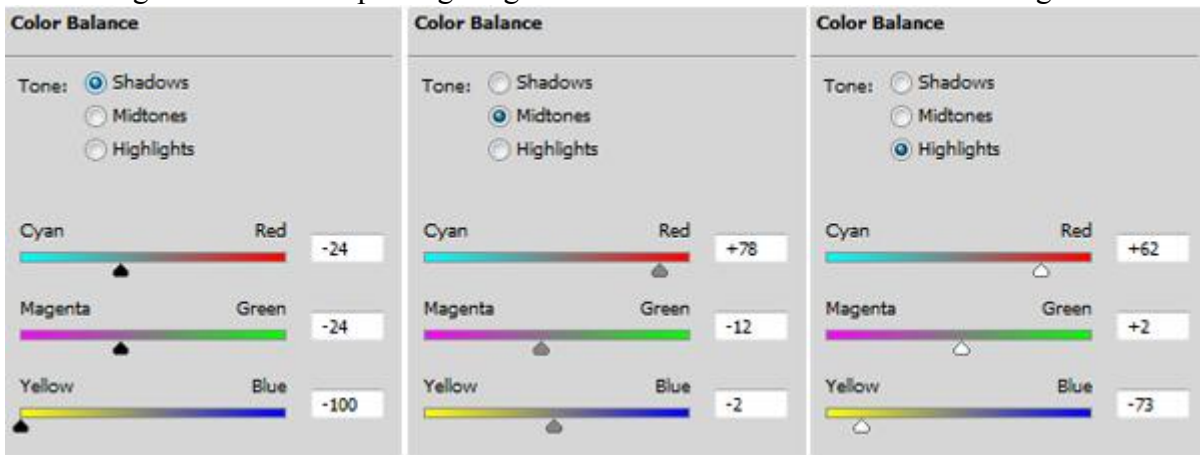 Color Balance
Tone: Shadows
Midtones
Highlights
Cyan Red -24
Magenta Green -24
Yellow Blue -100
Color Balance
Tone: Shadows
Midtones
Highlights
Cyan Red +78
Magenta Green -12
Yellow Blue -2
Color Balance
Tone: Shadows
Midtones
Highlights
Cyan Red +62
Magenta Green +2
Yellow Blue -73